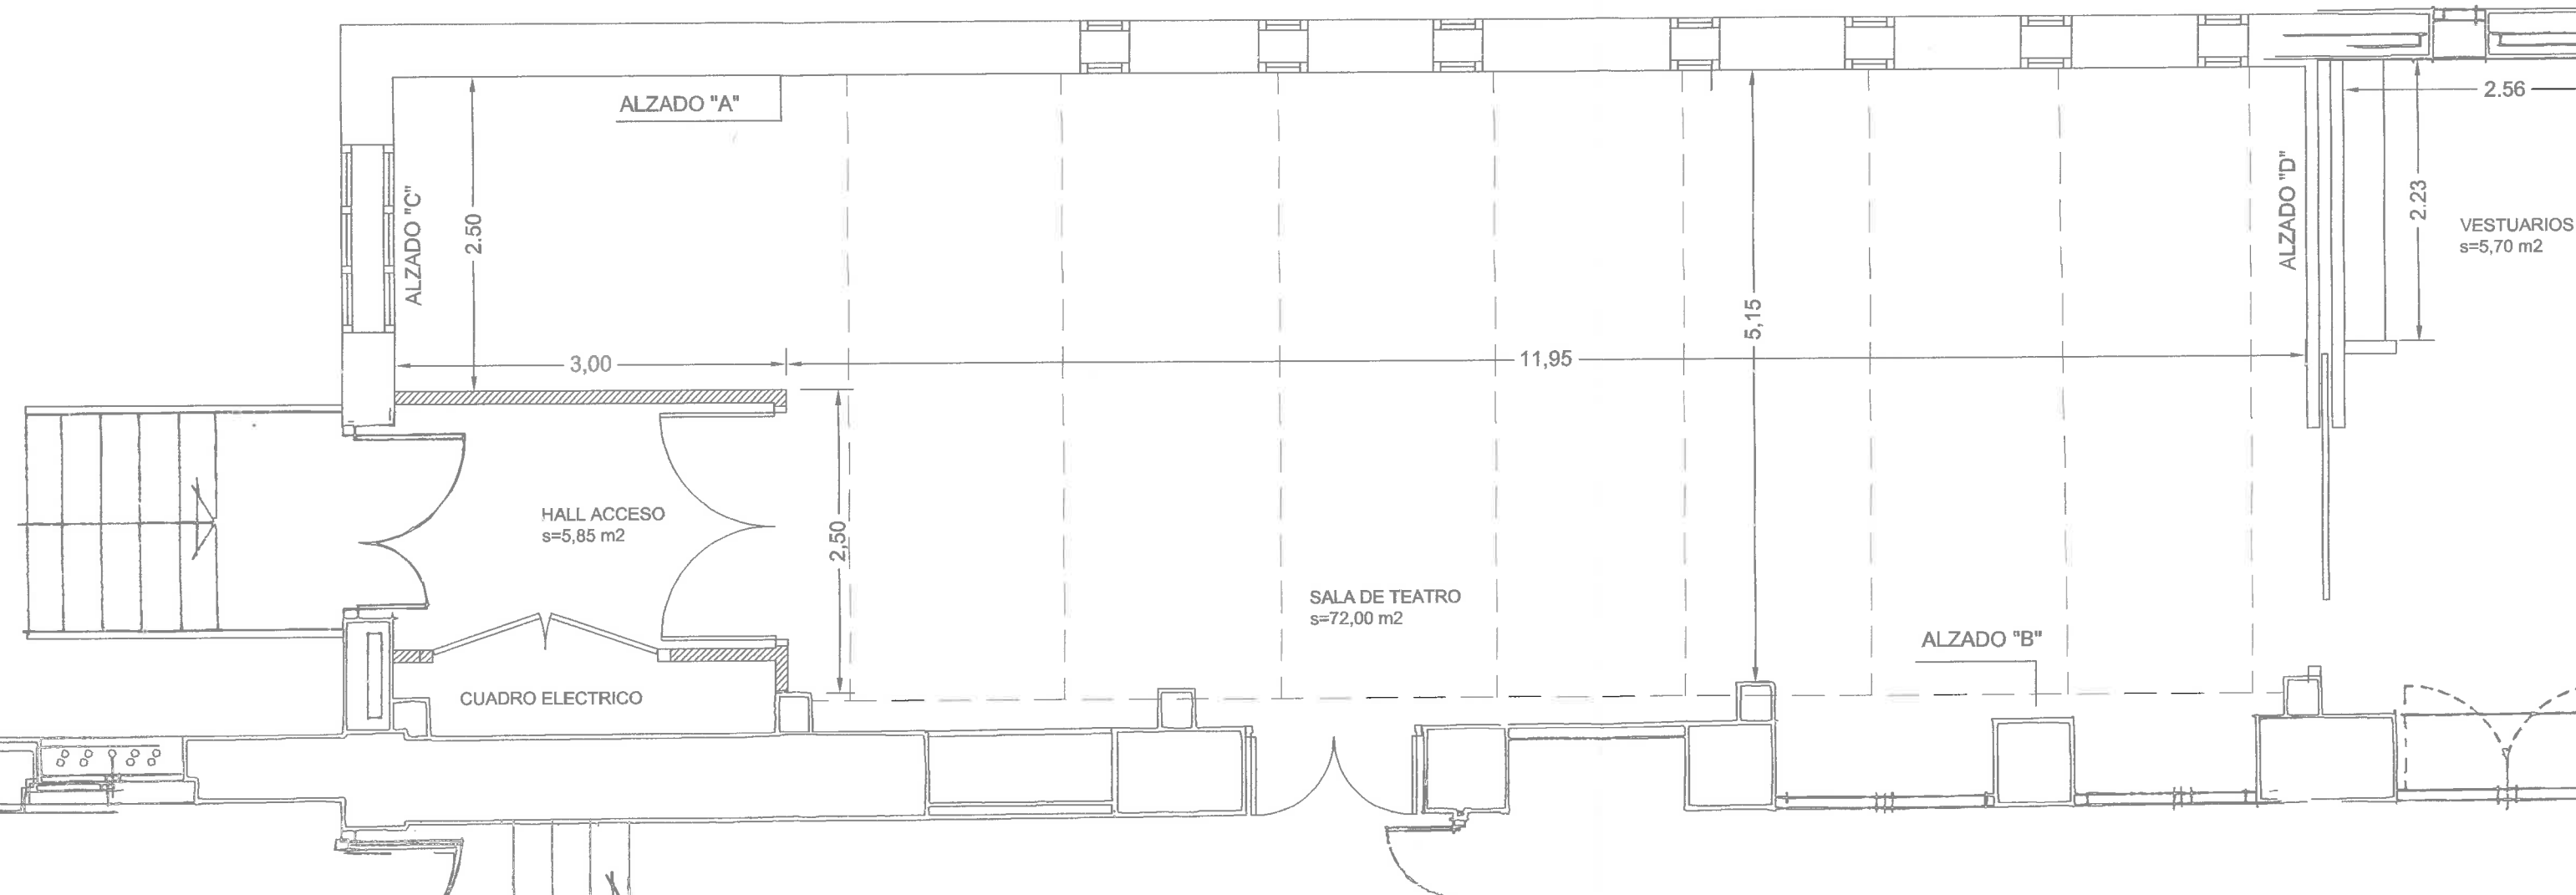 ALZADO "A"
2.56
ALZADO "C"
2.50
ALZADO "D"
2.23
VESTUARIOS
s=5,70 m2
5,15
3,00
11,95
HALL ACCESO
s=5,85 m2
2,50
SALA DE TEATRO
s=72,00 m2
ALZADO "B"
CUADRO ELECTRICO